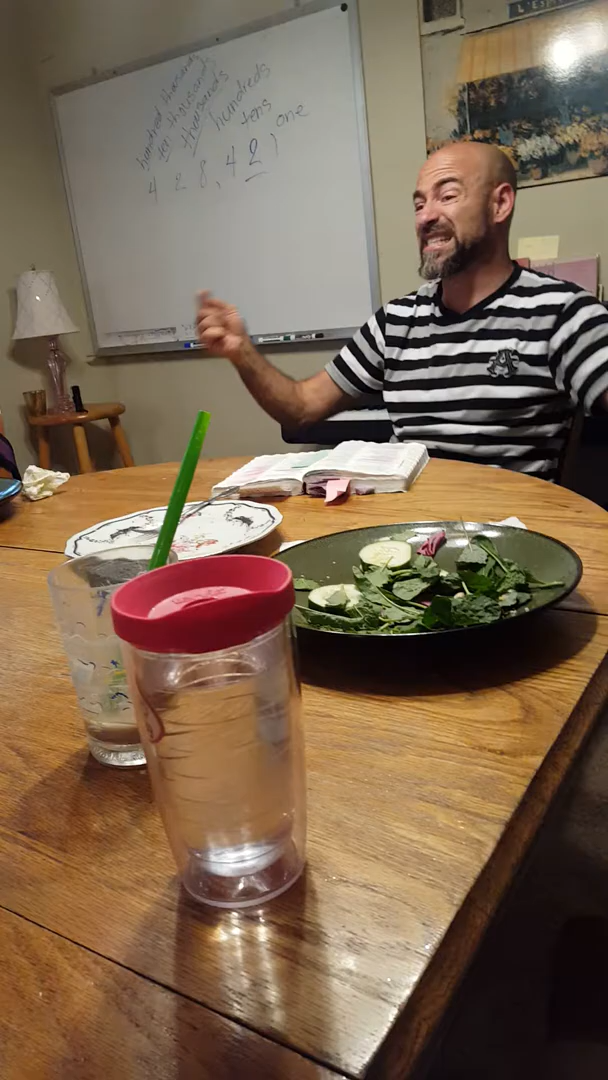 hundred thousands
ten thousands
thousands
hundreds
tens
one
4 2 8, 4 2 1
A